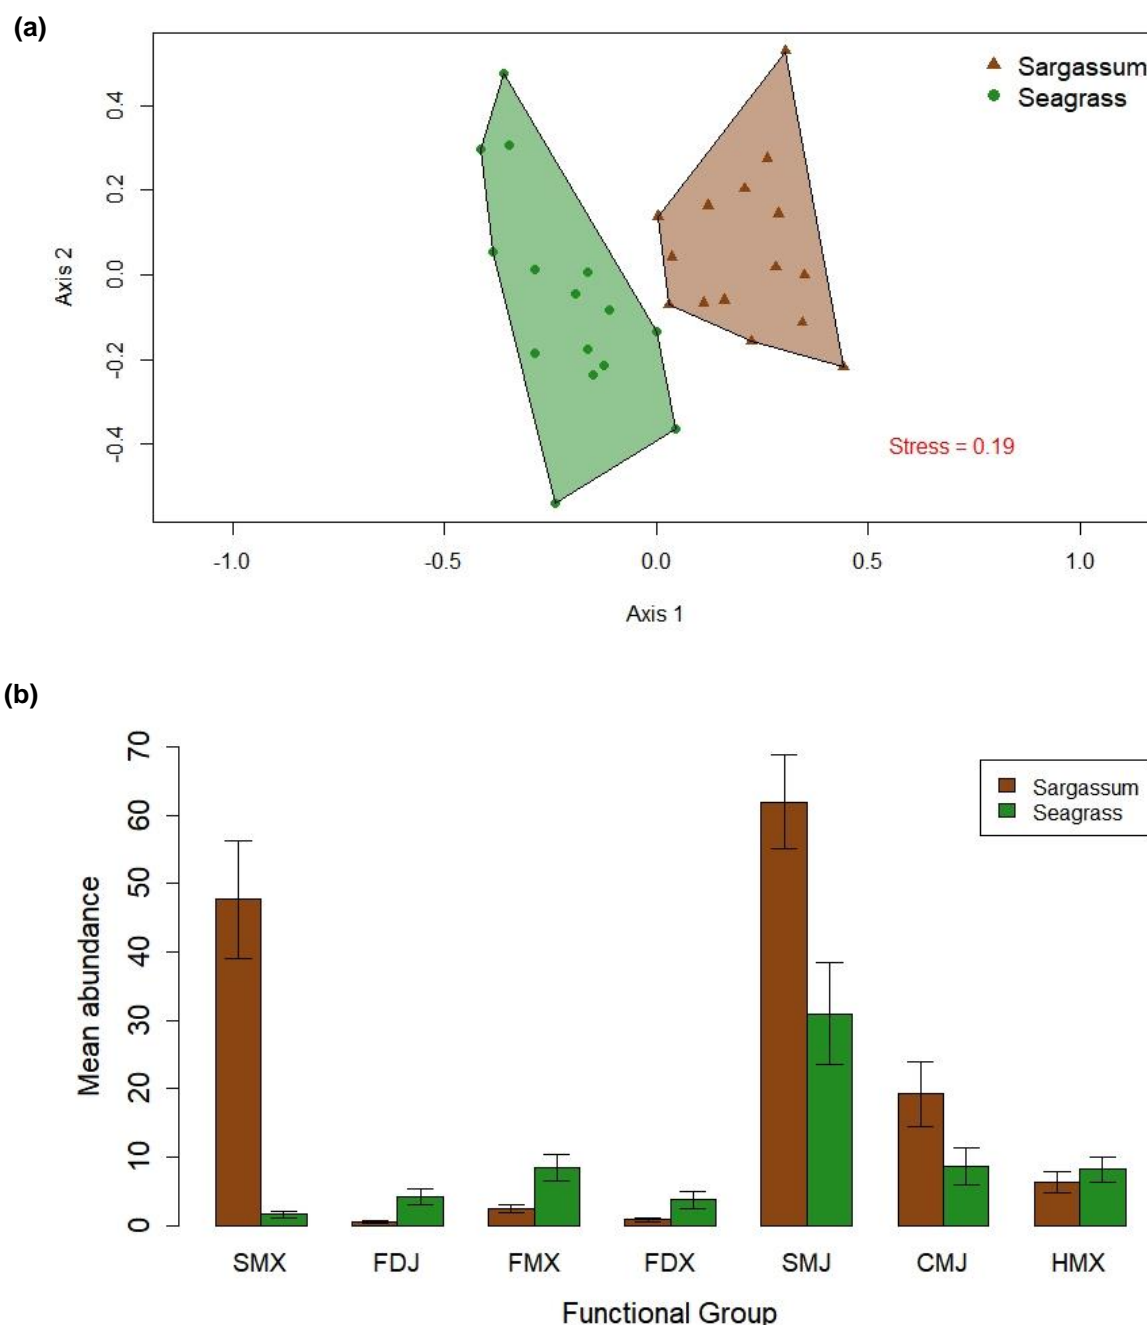 (a)
Sargassum
Seagrass
0.4
0.2
0.0
-0.2
-0.4
Axis 2
Stress = 0.19
-1.0 -0.5 0.0 0.5 1.0
Axis 1
(b)
70
60
50
40
30
20
10
0
Mean abundance
Sargassum
Seagrass
SMX FDJ FMX FDX SMJ CMJ HMX
Functional Group